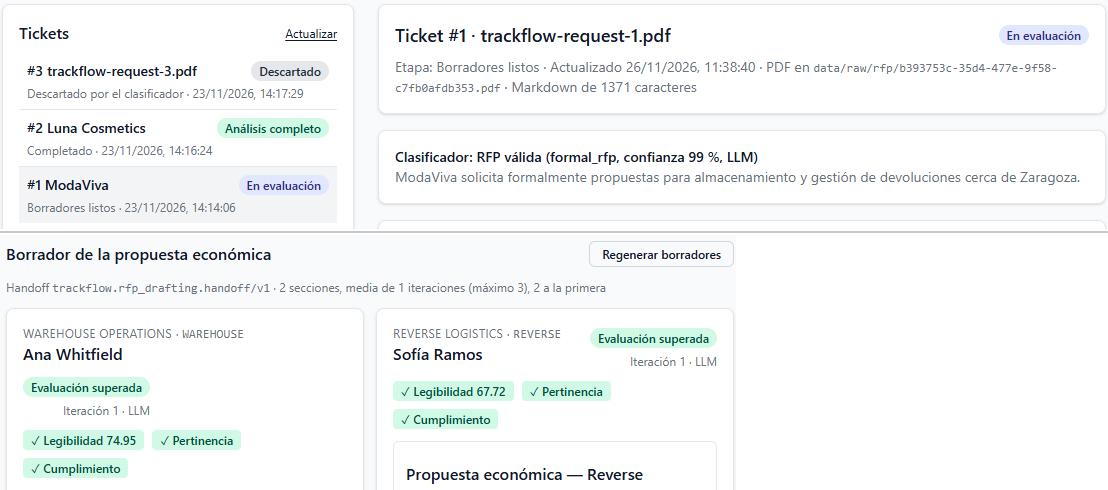 Tickets
Actualizar
#3 trackflow-request-3.pdf
Descartado
Descartado por el clasificador · 23/11/2026, 14:17:29
#2 Luna Cosmetics
Análisis completo
Completado · 23/11/2026, 14:16:24
#1 ModaViva
En evaluación
Borradores listos · 23/11/2026, 14:14:06
Ticket #1 · trackflow-request-1.pdf
En evaluación
Etapa: Borradores listos · Actualizado 26/11/2026, 11:38:40 · PDF en data/raw/rfp/b393753c-35d4-477e-9f58-
c7fb0afdb353.pdf · Markdown de 1371 caracteres
Clasificador: RFP válida (formal_rfp, confianza 99 %, LLM)
ModaViva solicita formalmente propuestas para almacenamiento y gestión de devoluciones cerca de Zaragoza.
Borrador de la propuesta económica
Regenerar borradores
Handoff trackflow.rfp_drafting.handoff/v1 · 2 secciones, media de 1 iteraciones (máximo 3), 2 a la primera
WAREHOUSE OPERATIONS · WAREHOUSE
Ana Whitfield
Evaluación superada
Iteración 1 · LLM
✓ Legibilidad 74.95
✓ Pertinencia
✓ Cumplimiento
REVERSE LOGISTICS · REVERSE
Sofía Ramos
Evaluación superada
Iteración 1 · LLM
✓ Legibilidad 67.72
✓ Pertinencia
✓ Cumplimiento
Propuesta económica — Reverse